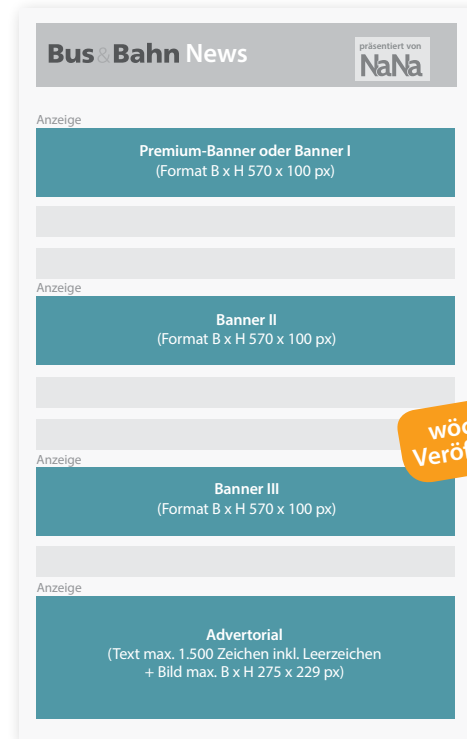 Bus&Bahn News
präsentiert von
NaNa
Anzeige
Premium-Banner oder Banner I
(Format B x H 570 x 100 px)
Anzeige
Banner II
(Format B x H 570 x 100 px)
Anzeige
Banner III
(Format B x H 570 x 100 px)
Anzeige
Advertorial
(Text max. 1.500 Zeichen inkl. Leerzeichen
+ Bild max. B x H 275 x 229 px)